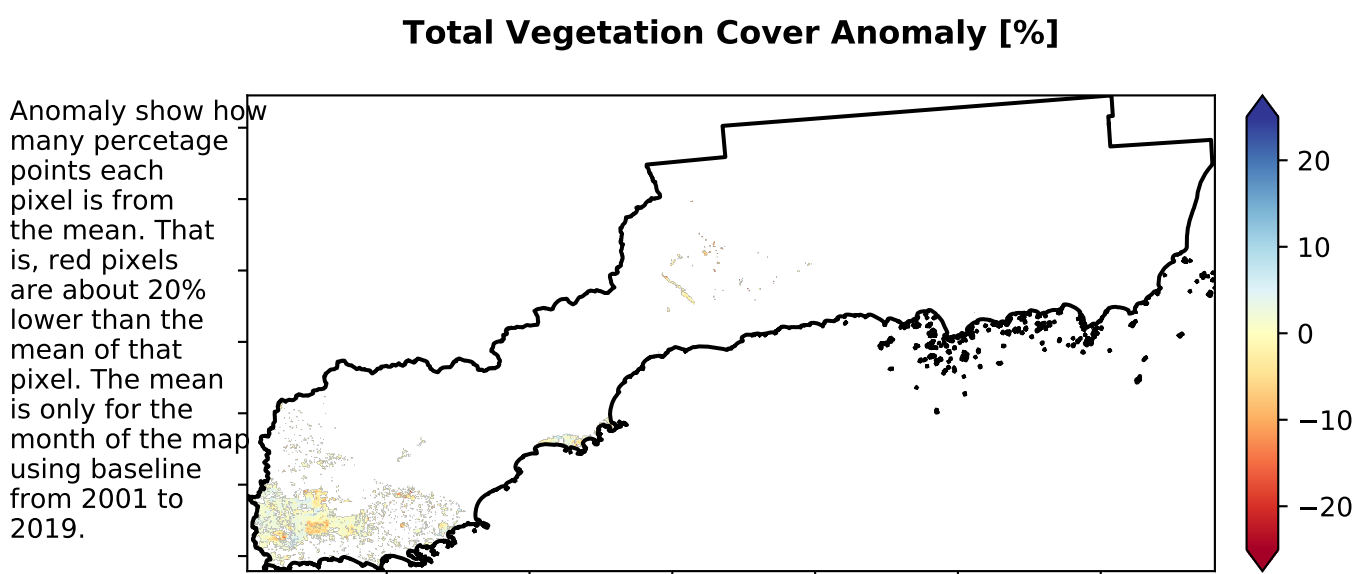 Total Vegetation Cover Anomaly [%]
Anomaly show how
many percetage
points each
pixel is from
the mean. That
is, red pixels
are about 20%
lower than the
mean of that
pixel. The mean
is only for the
month of the map
using baseline
from 2001 to
2019.
20
10
0
−10
−20